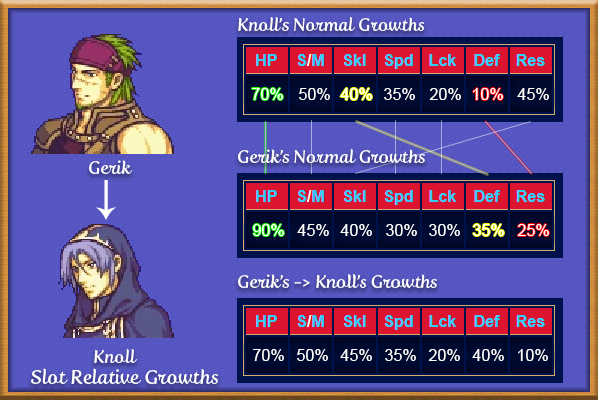 Knoll's Normal Growths
HP S/M Skl Spd Lck Def Res
70% 50% 40% 35% 20% 10% 45%
Gerik
Gerik's Normal Growths
HP S/M Skl Spd Lck Def Res
90% 45% 40% 30% 30% 35% 25%
Gerik's -> Knoll's Growths
HP S/M Skl Spd Lck Def Res
70% 50% 45% 35% 20% 40% 10%
Knoll
Slot Relative Growths